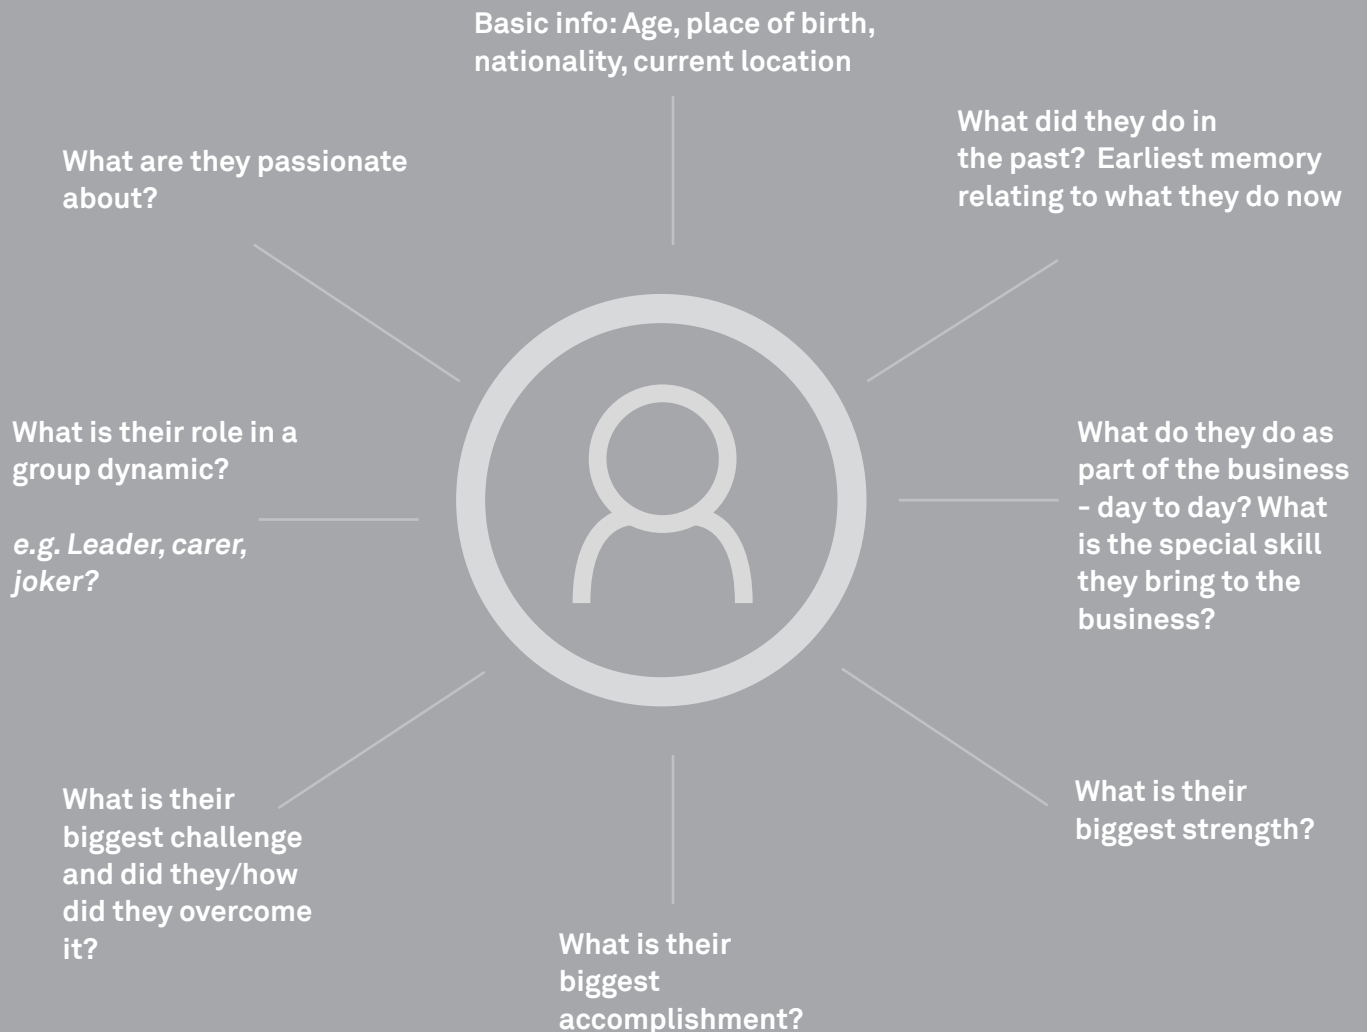 Basic info: Age, place of birth,
nationality, current location
What did they do in
the past?  Earliest memory
relating to what they do now
What do they do as
part of the business
- day to day? What
is the special skill
they bring to the
business?
What is their
biggest strength?
What is their
biggest
accomplishment?
What is their
biggest challenge
and did they/how
did they overcome
it?
What is their role in a
group dynamic?
e.g. Leader, carer,
joker?
What are they passionate
about?